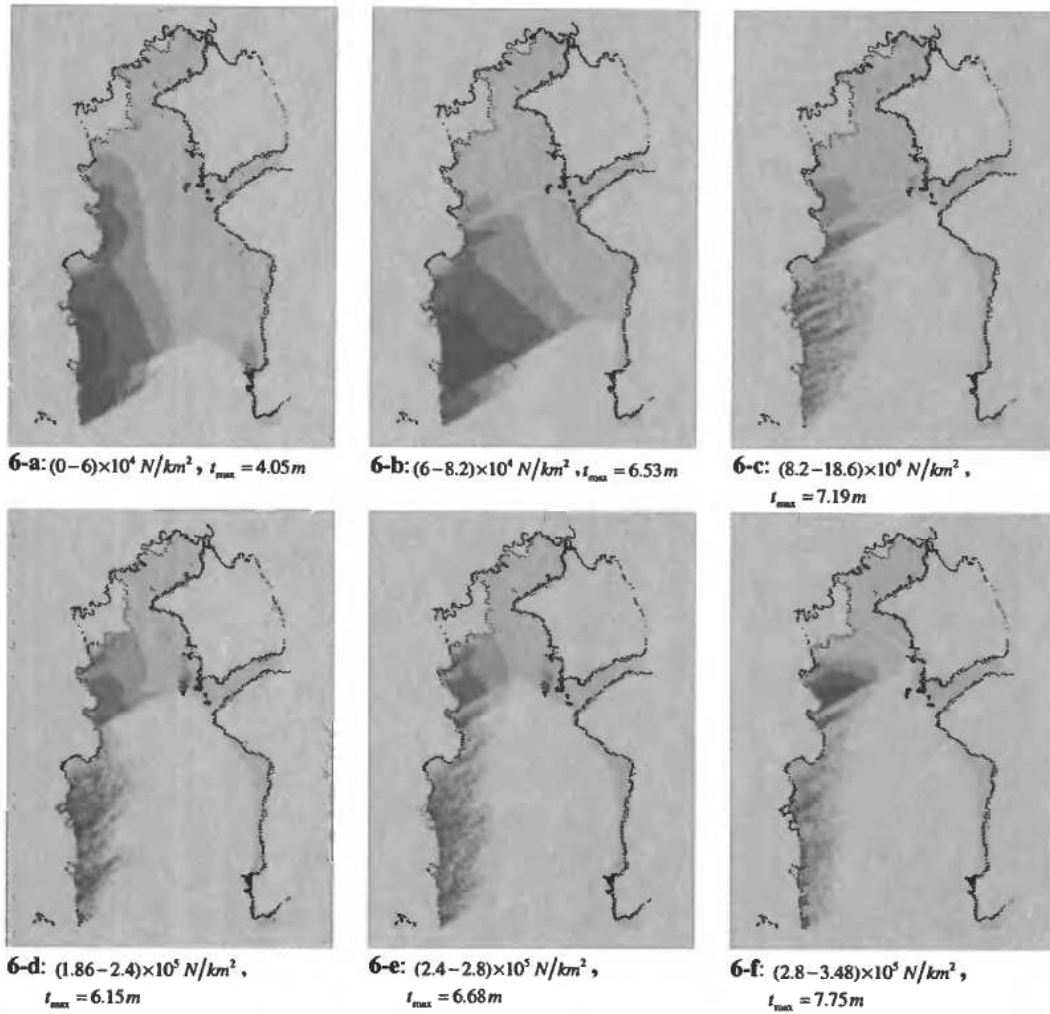 6-a: (0−6)×10⁴ N/km² , t_max = 4.05m
6-b: (6−8.2)×10⁴ N/km² , t_max = 6.53m
6-c: (8.2−18.6)×10⁴ N/km² ,
t_max = 7.19m
6-d: (1.86−2.4)×10⁵ N/km² ,
t_max = 6.15m
6-e: (2.4−2.8)×10⁵ N/km² ,
t_max = 6.68m
6-f: (2.8−3.48)×10⁵ N/km² ,
t_max = 7.75m